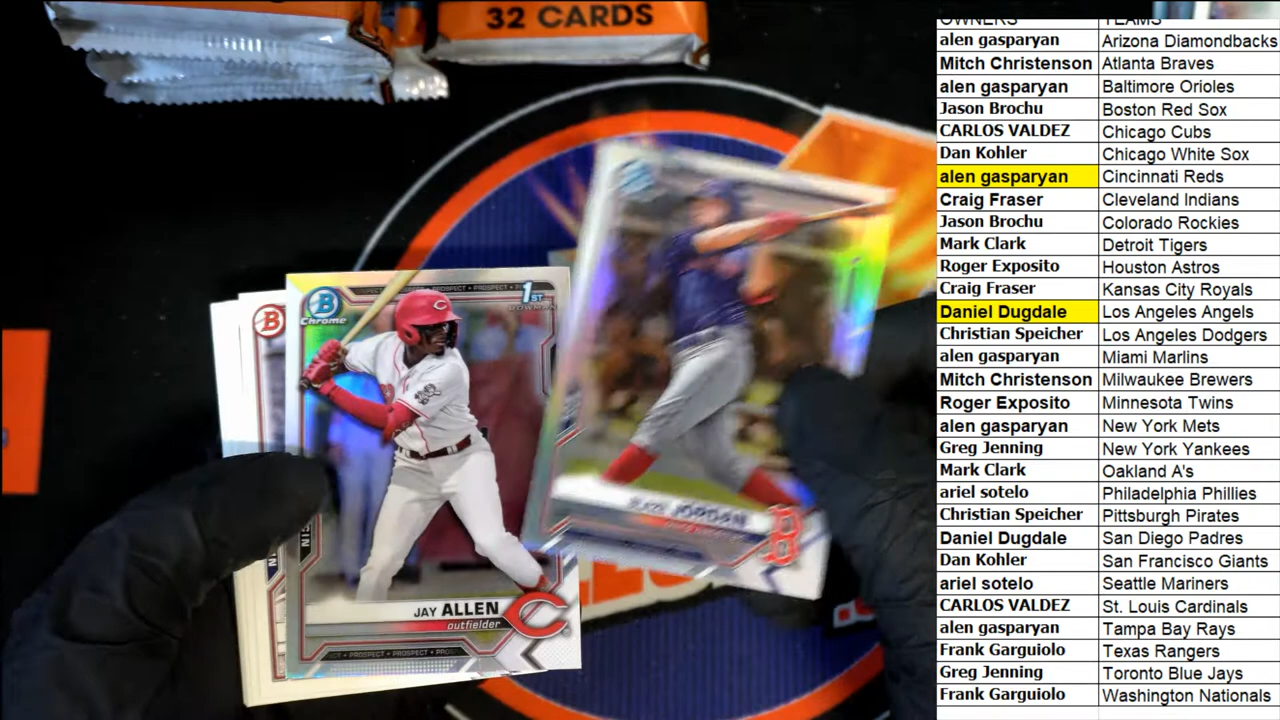 32 CARDS
OWNERS TEAMS
alen gasparyan Arizona Diamondbacks
Mitch Christenson Atlanta Braves
alen gasparyan Baltimore Orioles
Jason Brochu Boston Red Sox
CARLOS VALDEZ Chicago Cubs
Dan Kohler Chicago White Sox
alen gasparyan Cincinnati Reds
Craig Fraser Cleveland Indians
Jason Brochu Colorado Rockies
Mark Clark Detroit Tigers
Roger Exposito Houston Astros
Craig Fraser Kansas City Royals
Daniel Dugdale Los Angeles Angels
Christian Speicher Los Angeles Dodgers
alen gasparyan Miami Marlins
Mitch Christenson Milwaukee Brewers
Roger Exposito Minnesota Twins
alen gasparyan New York Mets
Greg Jenning New York Yankees
Mark Clark Oakland A's
ariel sotelo Philadelphia Phillies
Christian Speicher Pittsburgh Pirates
Daniel Dugdale San Diego Padres
Dan Kohler San Francisco Giants
ariel sotelo Seattle Mariners
CARLOS VALDEZ St. Louis Cardinals
alen gasparyan Tampa Bay Rays
Frank Garguiolo Texas Rangers
Greg Jenning Toronto Blue Jays
Frank Garguiolo Washington Nationals
B
B
Chrome
1ST
BOWMAN
PROSPECT
C
JAY ALLEN
outfielder
PROSPECT
JORDAN
B